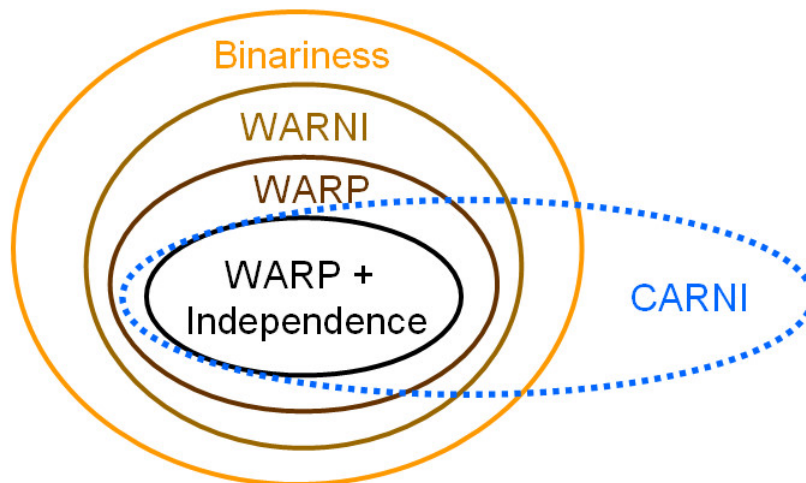 Binariness
WARNI
WARP
WARP +
Independence
CARNI